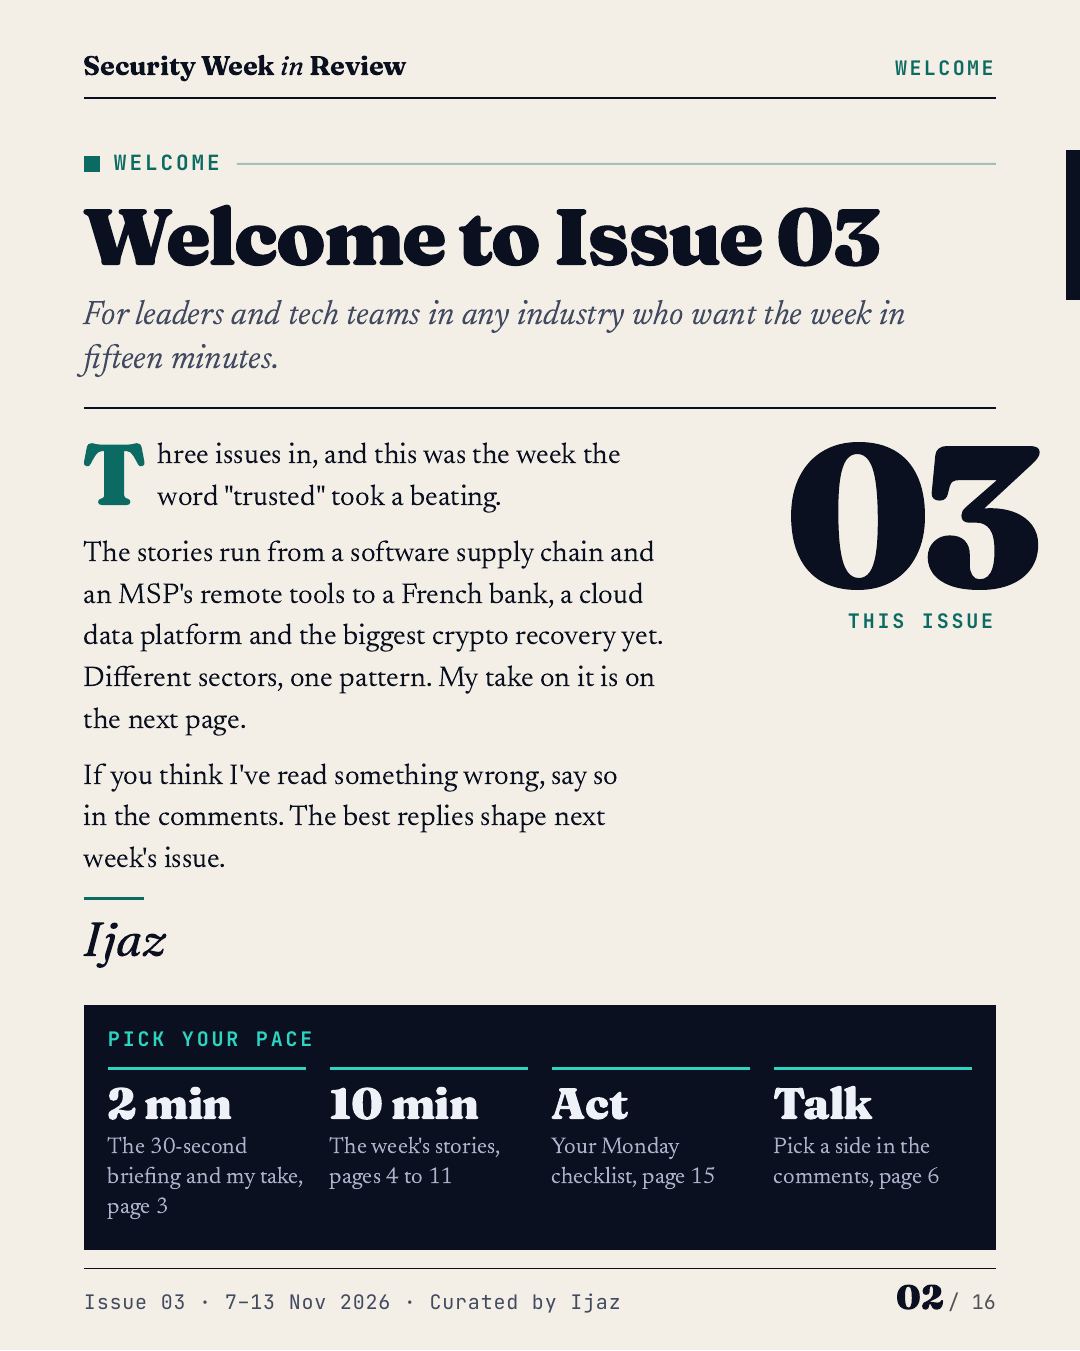 Security Week in Review
WELCOME
WELCOME
Welcome to Issue 03
For leaders and tech teams in any industry who want the week in
fifteen minutes.
Three issues in, and this was the week the
word "trusted" took a beating.
The stories run from a software supply chain and
an MSP's remote tools to a French bank, a cloud
data platform and the biggest crypto recovery yet.
Different sectors, one pattern. My take on it is on
the next page.
If you think I've read something wrong, say so
in the comments. The best replies shape next
week's issue.
Ijaz
03
THIS ISSUE
PICK YOUR PACE
2 min
The 30-second
briefing and my take,
page 3
10 min
The week's stories,
pages 4 to 11
Act
Your Monday
checklist, page 15
Talk
Pick a side in the
comments, page 6
Issue 03 · 7–13 Nov 2026 · Curated by Ijaz
02 / 16